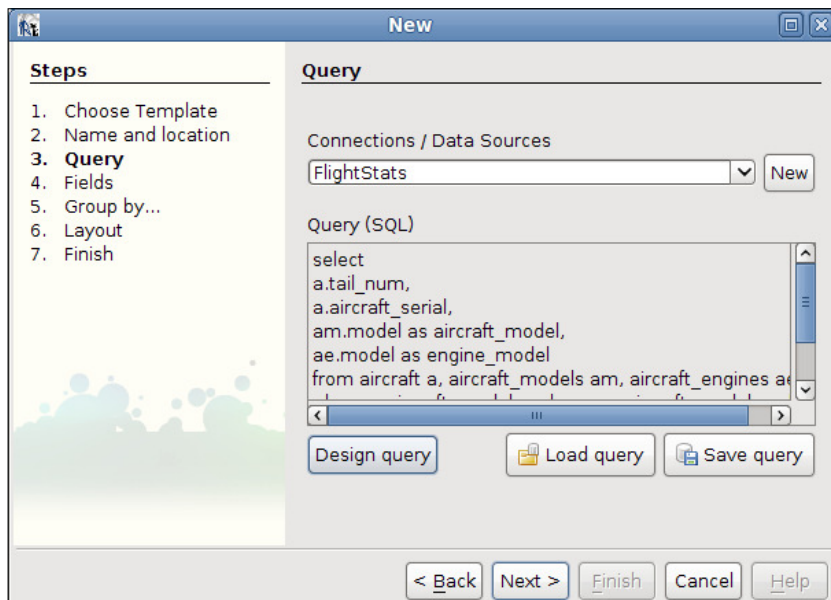 New
Steps
1. Choose Template
2. Name and location
3. Query
4. Fields
5. Group by...
6. Layout
7. Finish
Query
Connections / Data Sources
FlightStats
New
Query (SQL)
select
a.tail_num,
a.aircraft_serial,
am.model as aircraft_model,
ae.model as engine_model
from aircraft a, aircraft_models am, aircraft_engines ae
Design query
Load query
Save query
< Back
Next >
Finish
Cancel
Help